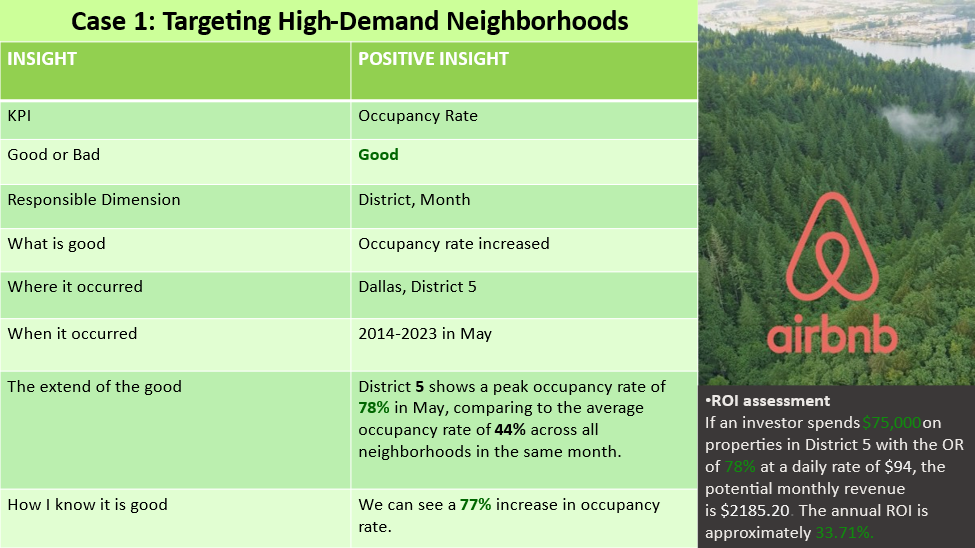 Case 1: Targeting High-Demand Neighborhoods
INSIGHT
POSITIVE INSIGHT
KPI
Occupancy Rate
Good or Bad
Good
Responsible Dimension
District, Month
What is good
Occupancy rate increased
Where it occurred
Dallas, District 5
When it occurred
2014-2023 in May
The extend of the good
District 5 shows a peak occupancy rate of
78% in May, comparing to the average
occupancy rate of 44% across all
neighborhoods in the same month.
How I know it is good
We can see a 77% increase in occupancy
rate.
airbnb
•ROI assessment
If an investor spends $75,000 on
properties in District 5 with the OR
of 78% at a daily rate of $94, the
potential monthly revenue
is $2185.20. The annual ROI is
approximately 33.71%.